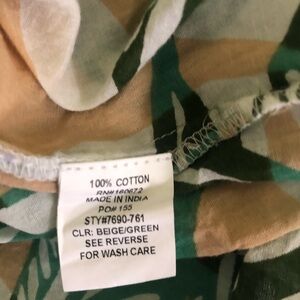 100% COTTON
RN#160672
MADE IN INDIA
PO# 155
STY#7690-761
CLR: BEIGE/GREEN
SEE REVERSE
FOR WASH CARE